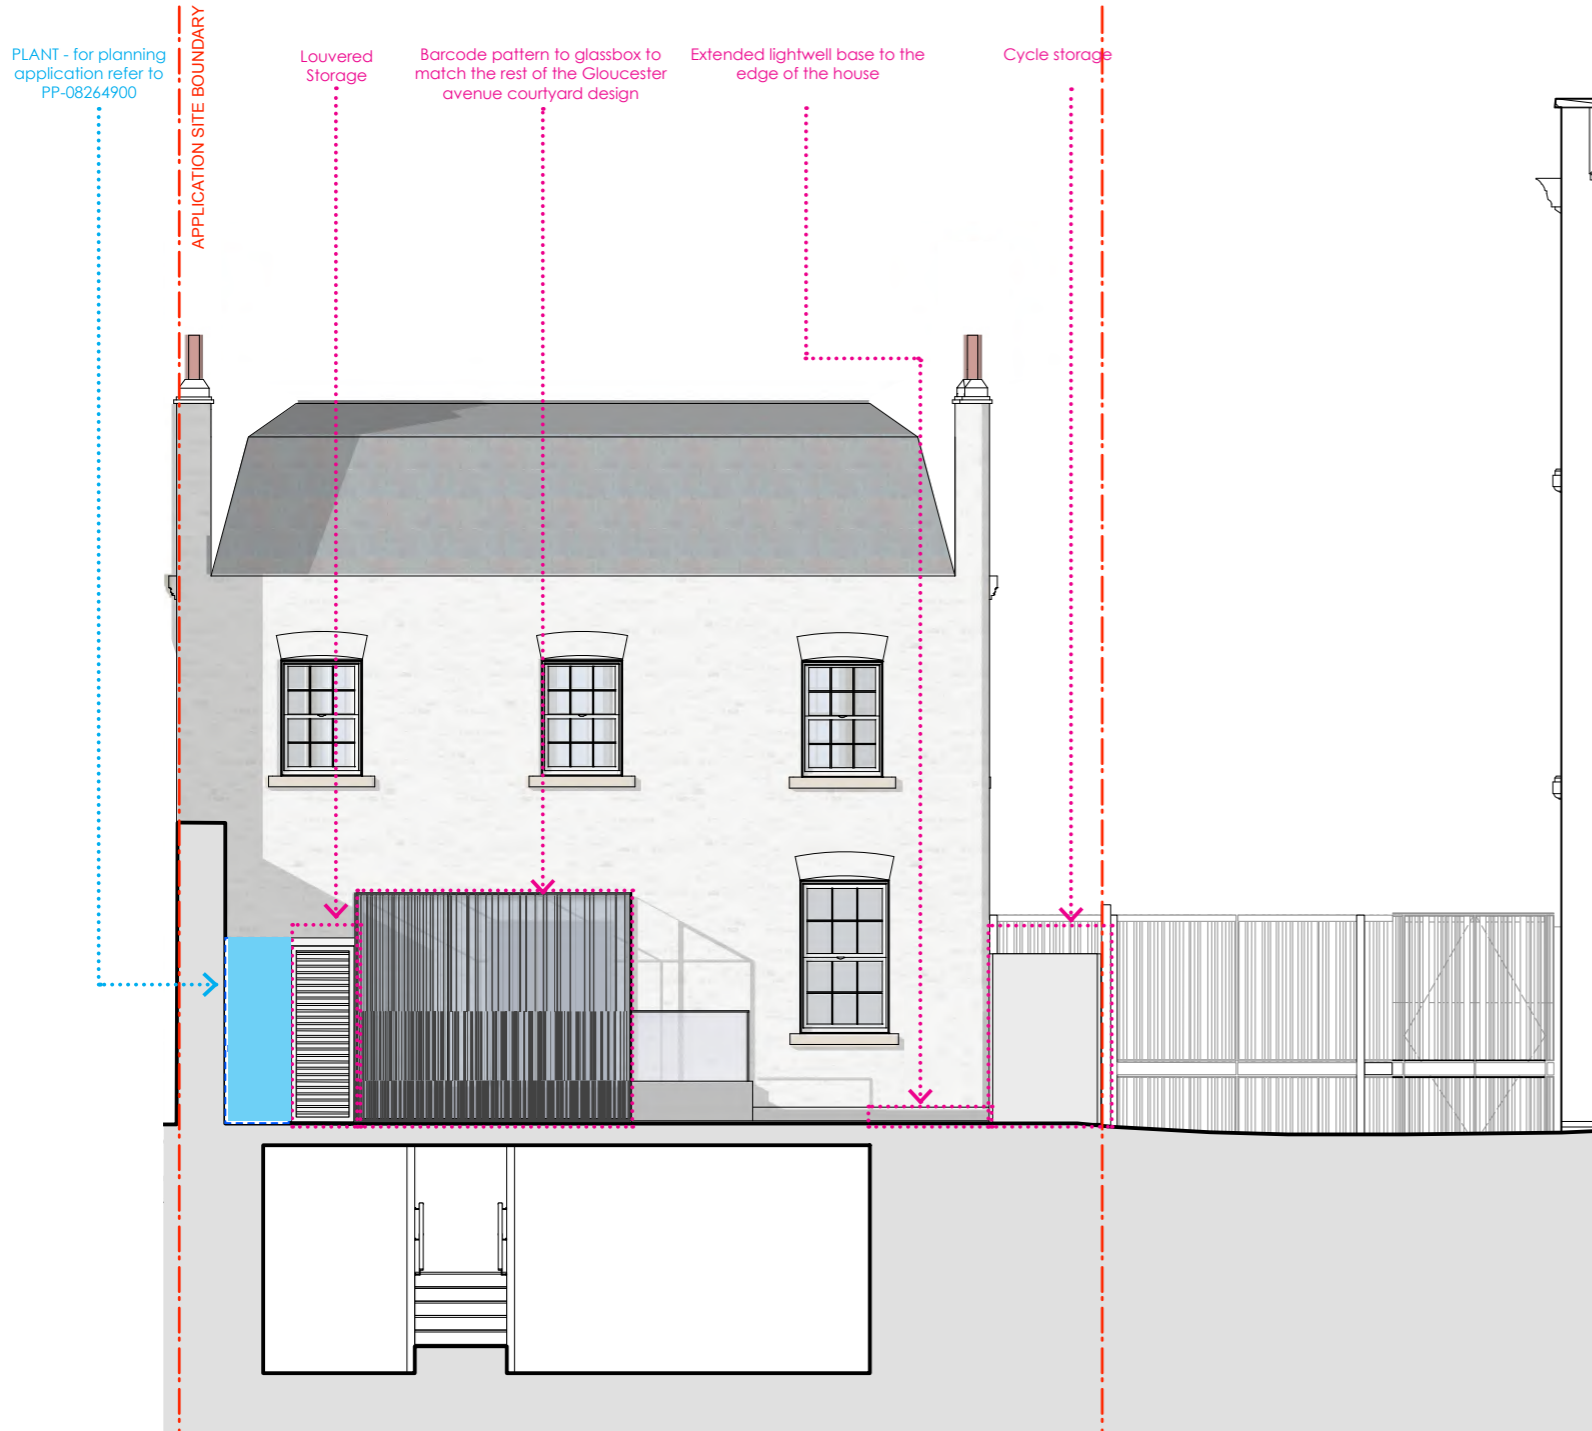 PLANT - for planning
application refer to
PP-08264900
APPLICATION SITE BOUNDARY
Louvered
Storage
Barcode pattern to glassbox to
match the rest of the Gloucester
avenue courtyard design
Extended lightwell base to the
edge of the house
Cycle storage